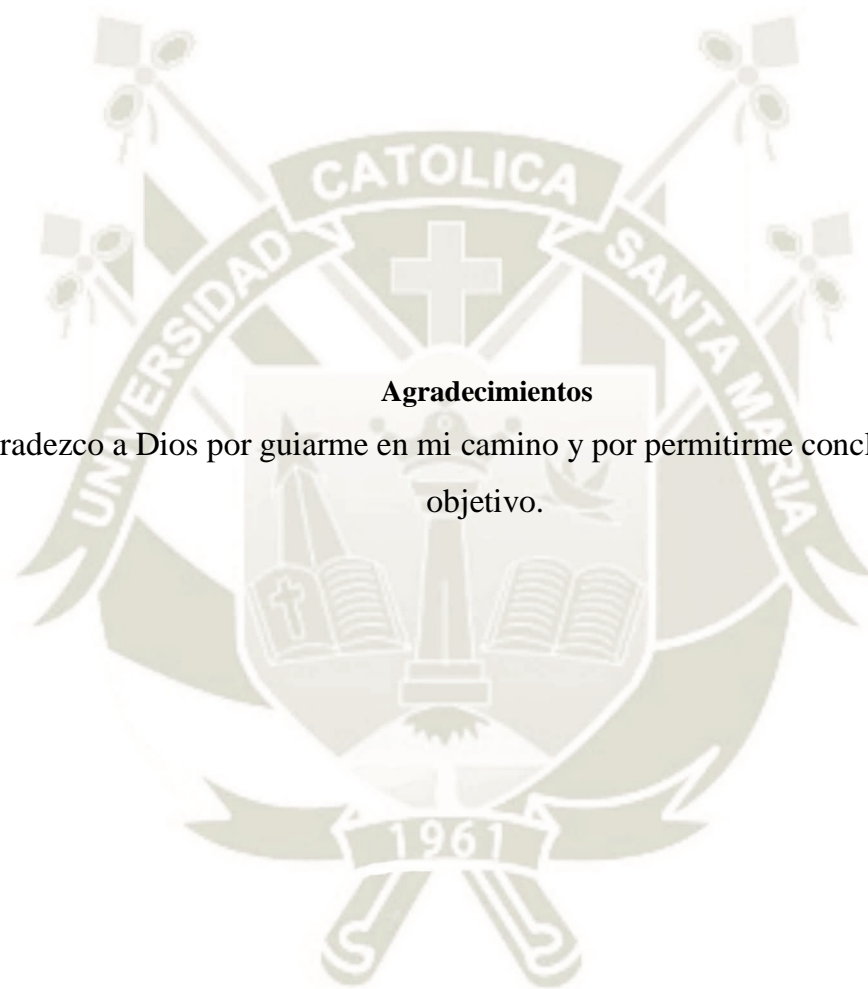 UNIVERSIDAD CATOLICA SANTA MARIA
Agradecimientos
radezco a Dios por guiarme en mi camino y por permitirme concl
objetivo.
1961